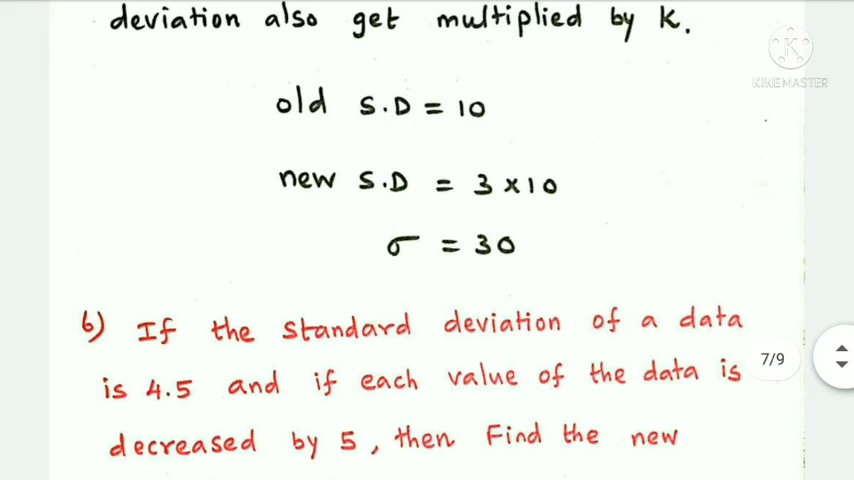 deviation also get multiplied by K.
KINEMASTER
old S.D = 10
new S.D = 3 × 10
σ = 30
6) If the standard deviation of a data
is 4.5 and if each value of the data is
7/9
decreased by 5, then Find the new